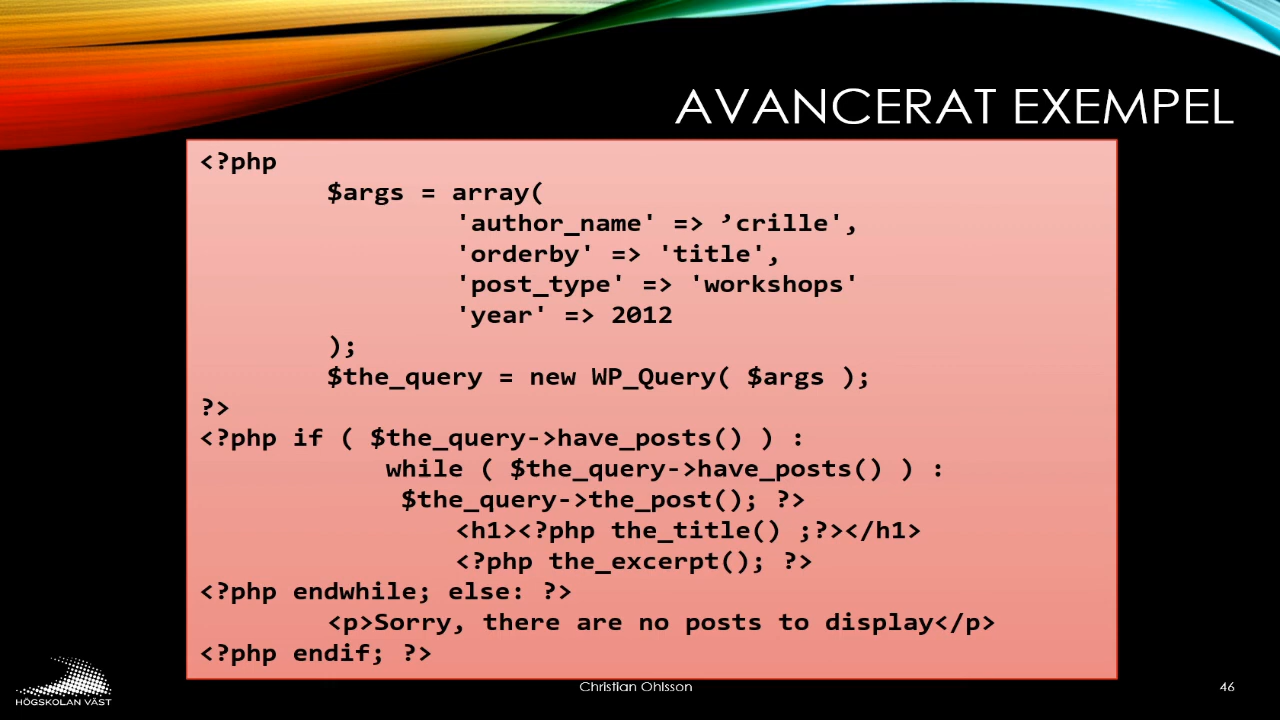 AVANCERAT EXEMPEL
<?php
$args = array(
'author_name' => ’crille',
'orderby' => 'title',
'post_type' => 'workshops'
'year' => 2012
);
$the_query = new WP_Query( $args );
?>
<?php if ( $the_query->have_posts() ) :
while ( $the_query->have_posts() ) :
$the_query->the_post(); ?>
<h1><?php the_title() ;?></h1>
<?php the_excerpt(); ?>
<?php endwhile; else: ?>
<p>Sorry, there are no posts to display</p>
<?php endif; ?>
HÖGSKOLAN VÄST
Christian Ohlsson
46